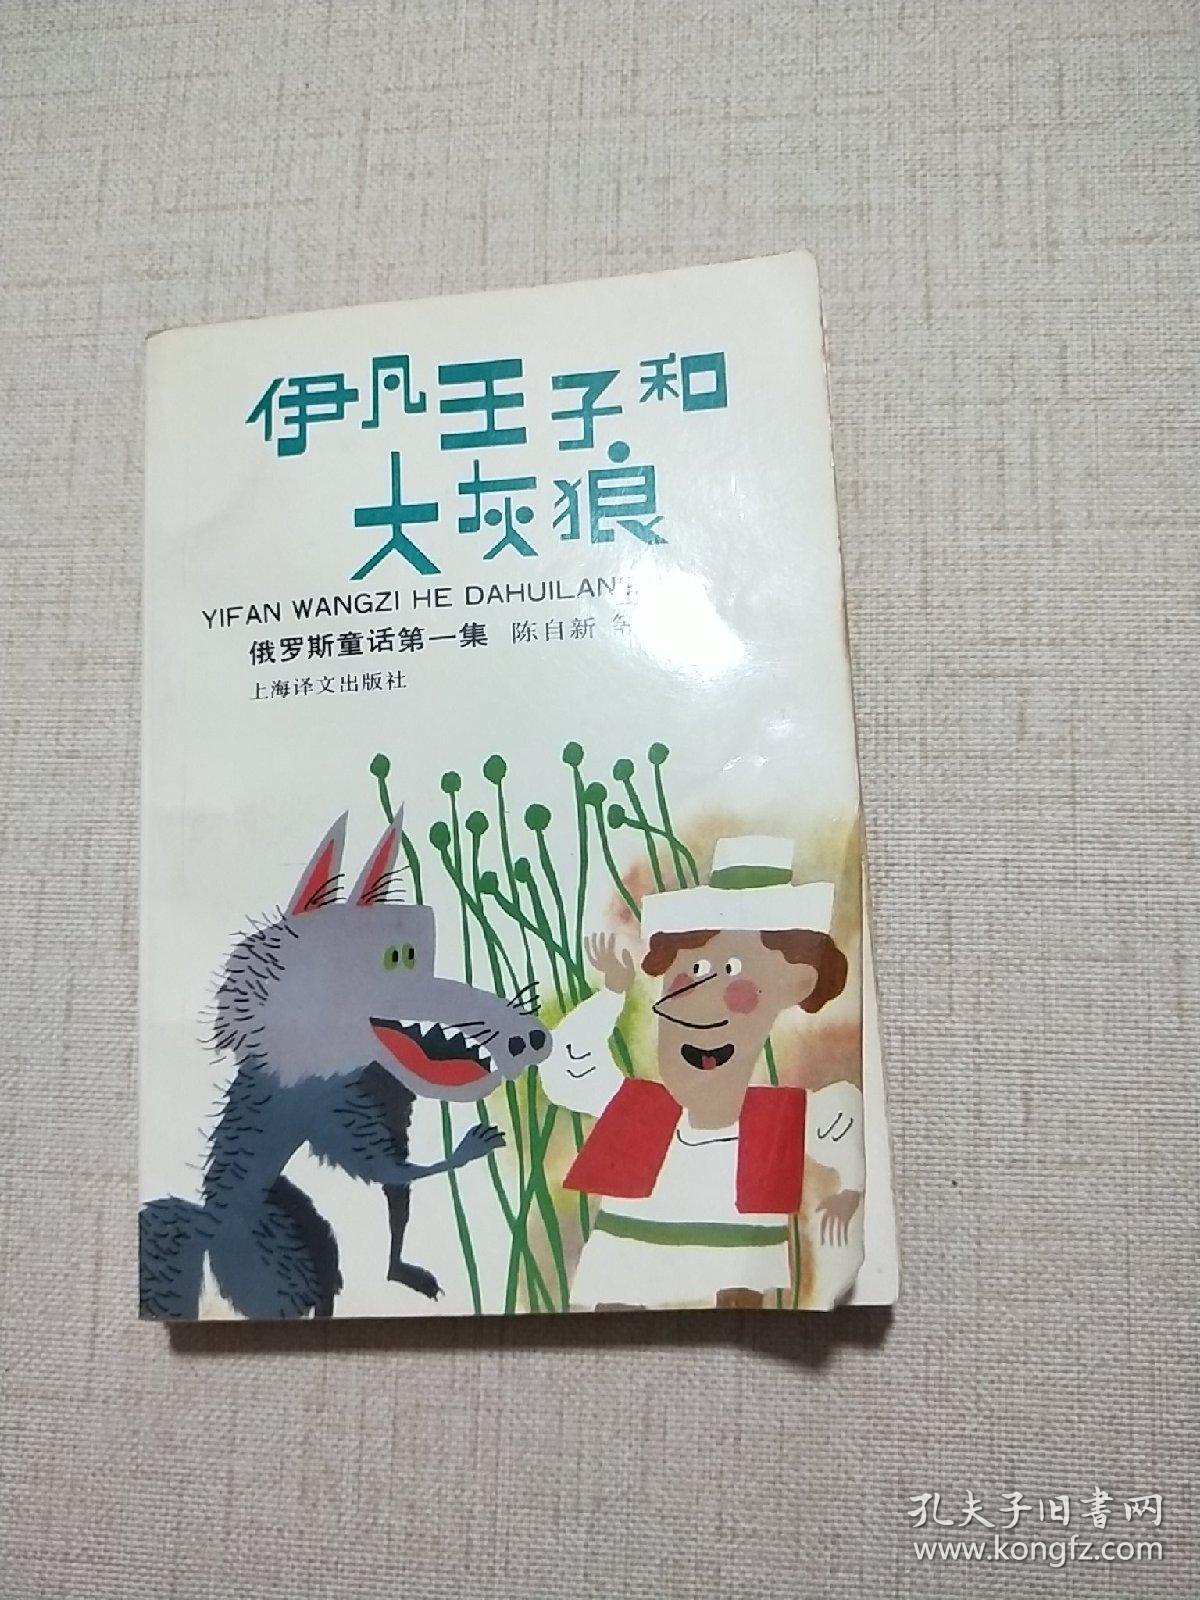 伊凡王子和
大灰狼
YIFAN WANGZI HE DAHUILANG
俄罗斯童话第一集 陈自新 等
上海译文出版社
孔夫子旧书网
www.kongfz.com